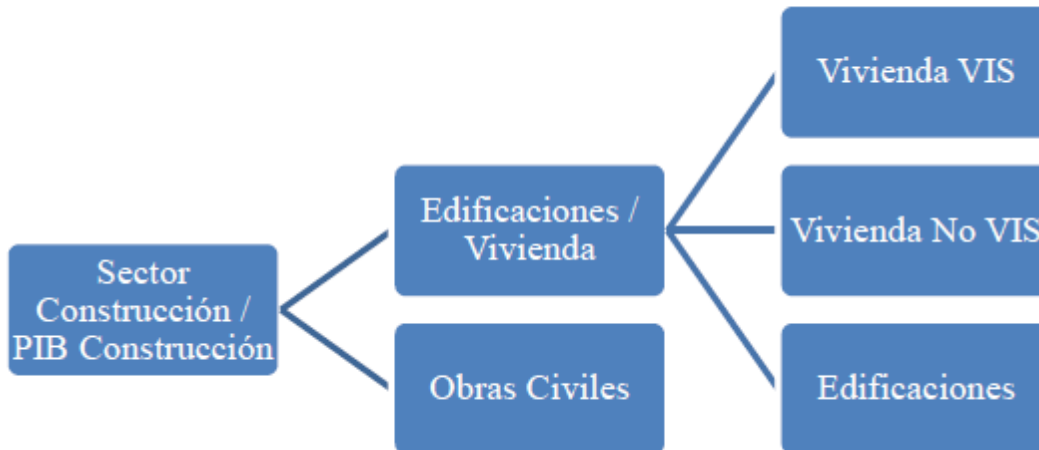 Sector
Construcción /
PIB Construcción
Edificaciones /
Vivienda
Obras Civiles
Vivienda VIS
Vivienda No VIS
Edificaciones